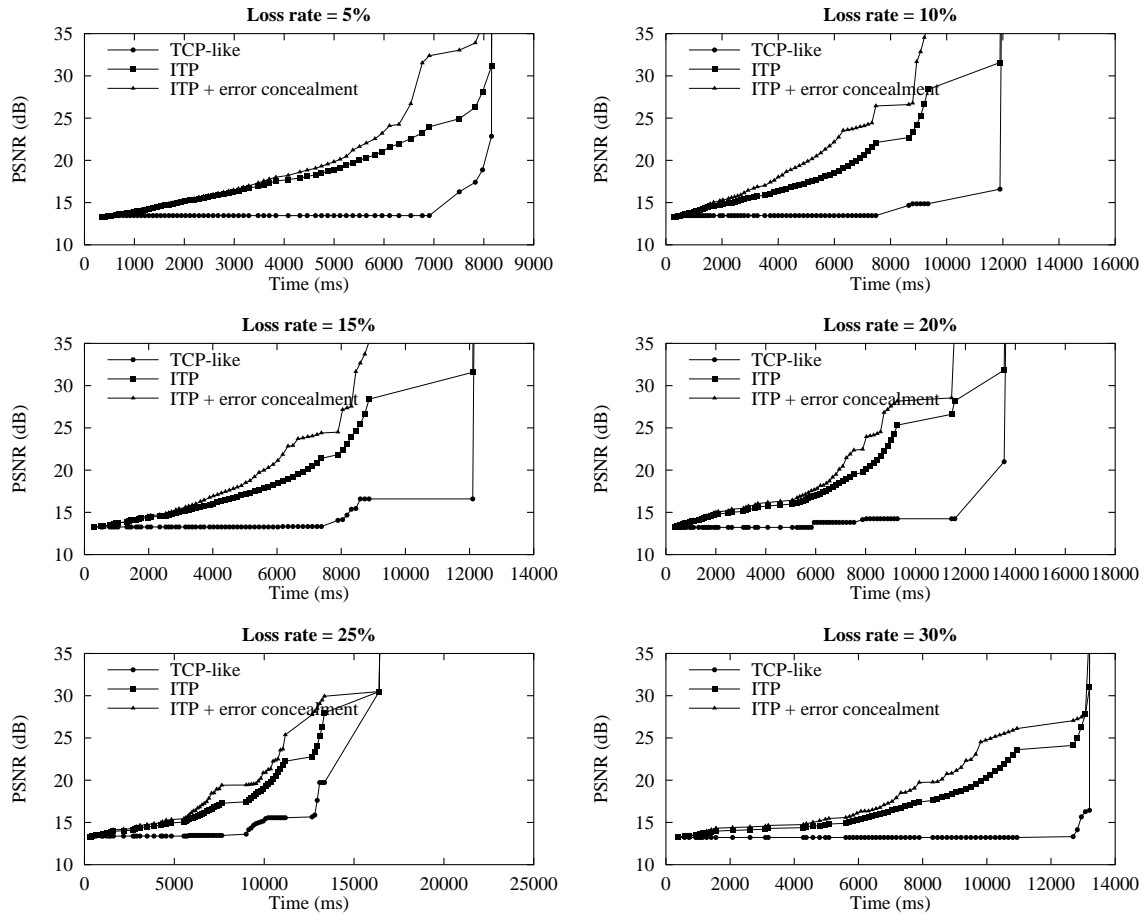 Loss rate = 5%
35
30
25
20
15
10
PSNR (dB)
TCP-like
ITP
ITP + error concealment
0 1000 2000 3000 4000 5000 6000 7000 8000 9000
Time (ms)
Loss rate = 10%
35
30
25
20
15
10
PSNR (dB)
TCP-like
ITP
ITP + error concealment
0 2000 4000 6000 8000 10000 12000 14000 16000
Time (ms)
Loss rate = 15%
35
30
25
20
15
10
PSNR (dB)
TCP-like
ITP
ITP + error concealment
0 2000 4000 6000 8000 10000 12000 14000
Time (ms)
Loss rate = 20%
35
30
25
20
15
10
PSNR (dB)
TCP-like
ITP
ITP + error concealment
0 2000 4000 6000 8000 10000 12000 14000 16000 18000
Time (ms)
Loss rate = 25%
35
30
25
20
15
10
PSNR (dB)
TCP-like
ITP
ITP + error concealment
0 5000 10000 15000 20000 25000
Time (ms)
Loss rate = 30%
35
30
25
20
15
10
PSNR (dB)
TCP-like
ITP
ITP + error concealment
0 2000 4000 6000 8000 10000 12000 14000
Time (ms)